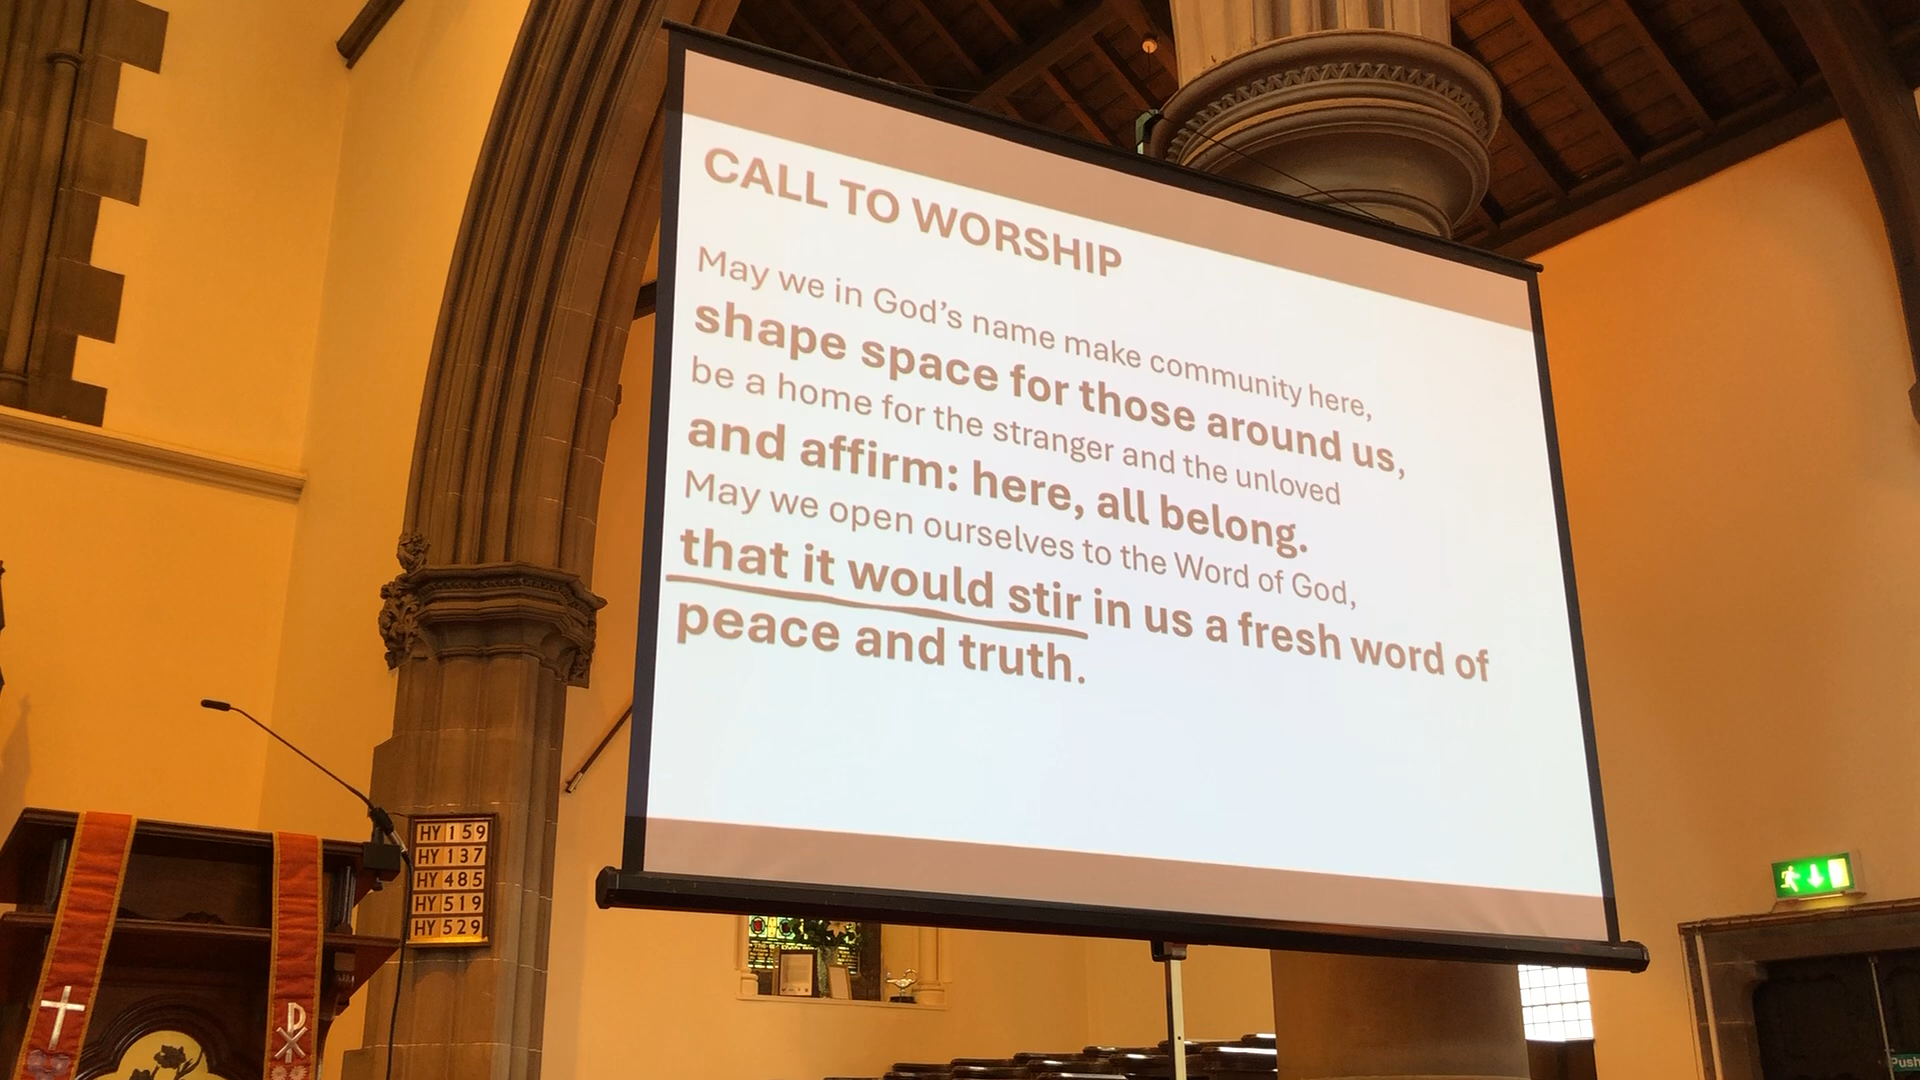 CALL TO WORSHIP
May we in God's name make community here,
shape space for those around us,
be a home for the stranger and the unloved
and affirm: here, all belong.
May we open ourselves to the Word of God,
that it would stir in us a fresh word of
peace and truth.
HY 159
HY 137
HY 485
HY 519
HY 529
Push